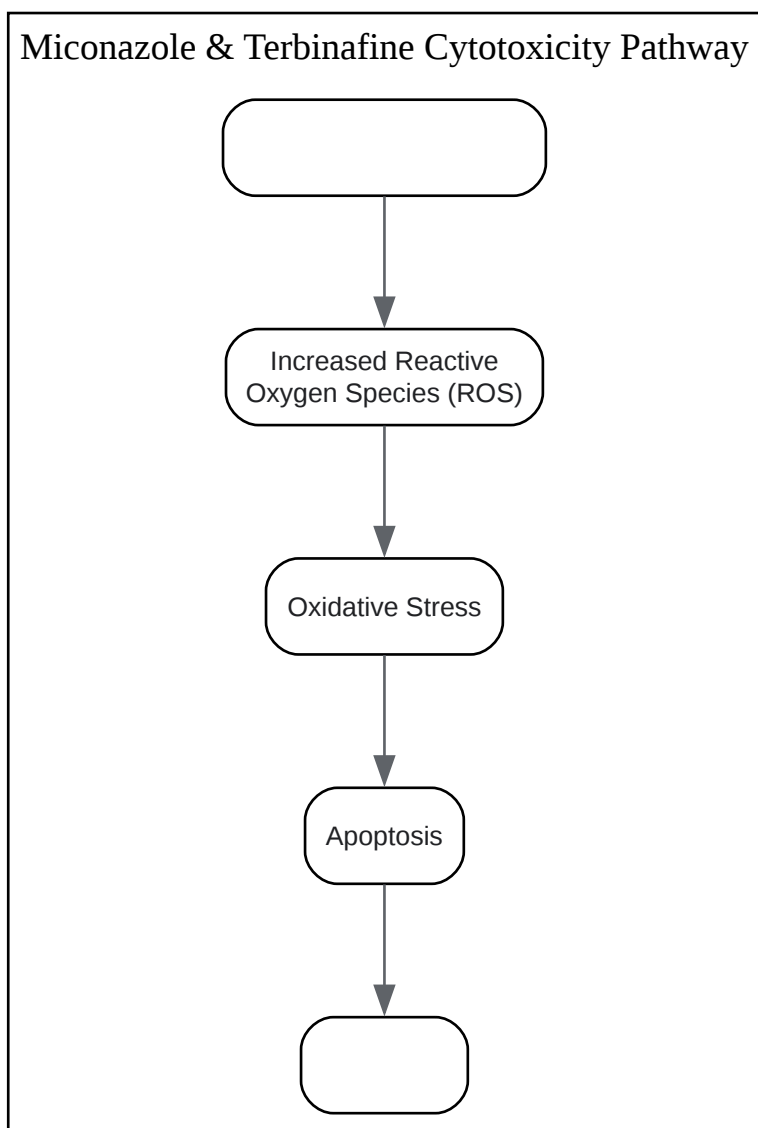 Miconazole & Terbinafine Cytotoxicity Pathway
Increased Reactive
Oxygen Species (ROS)
Oxidative Stress
Apoptosis